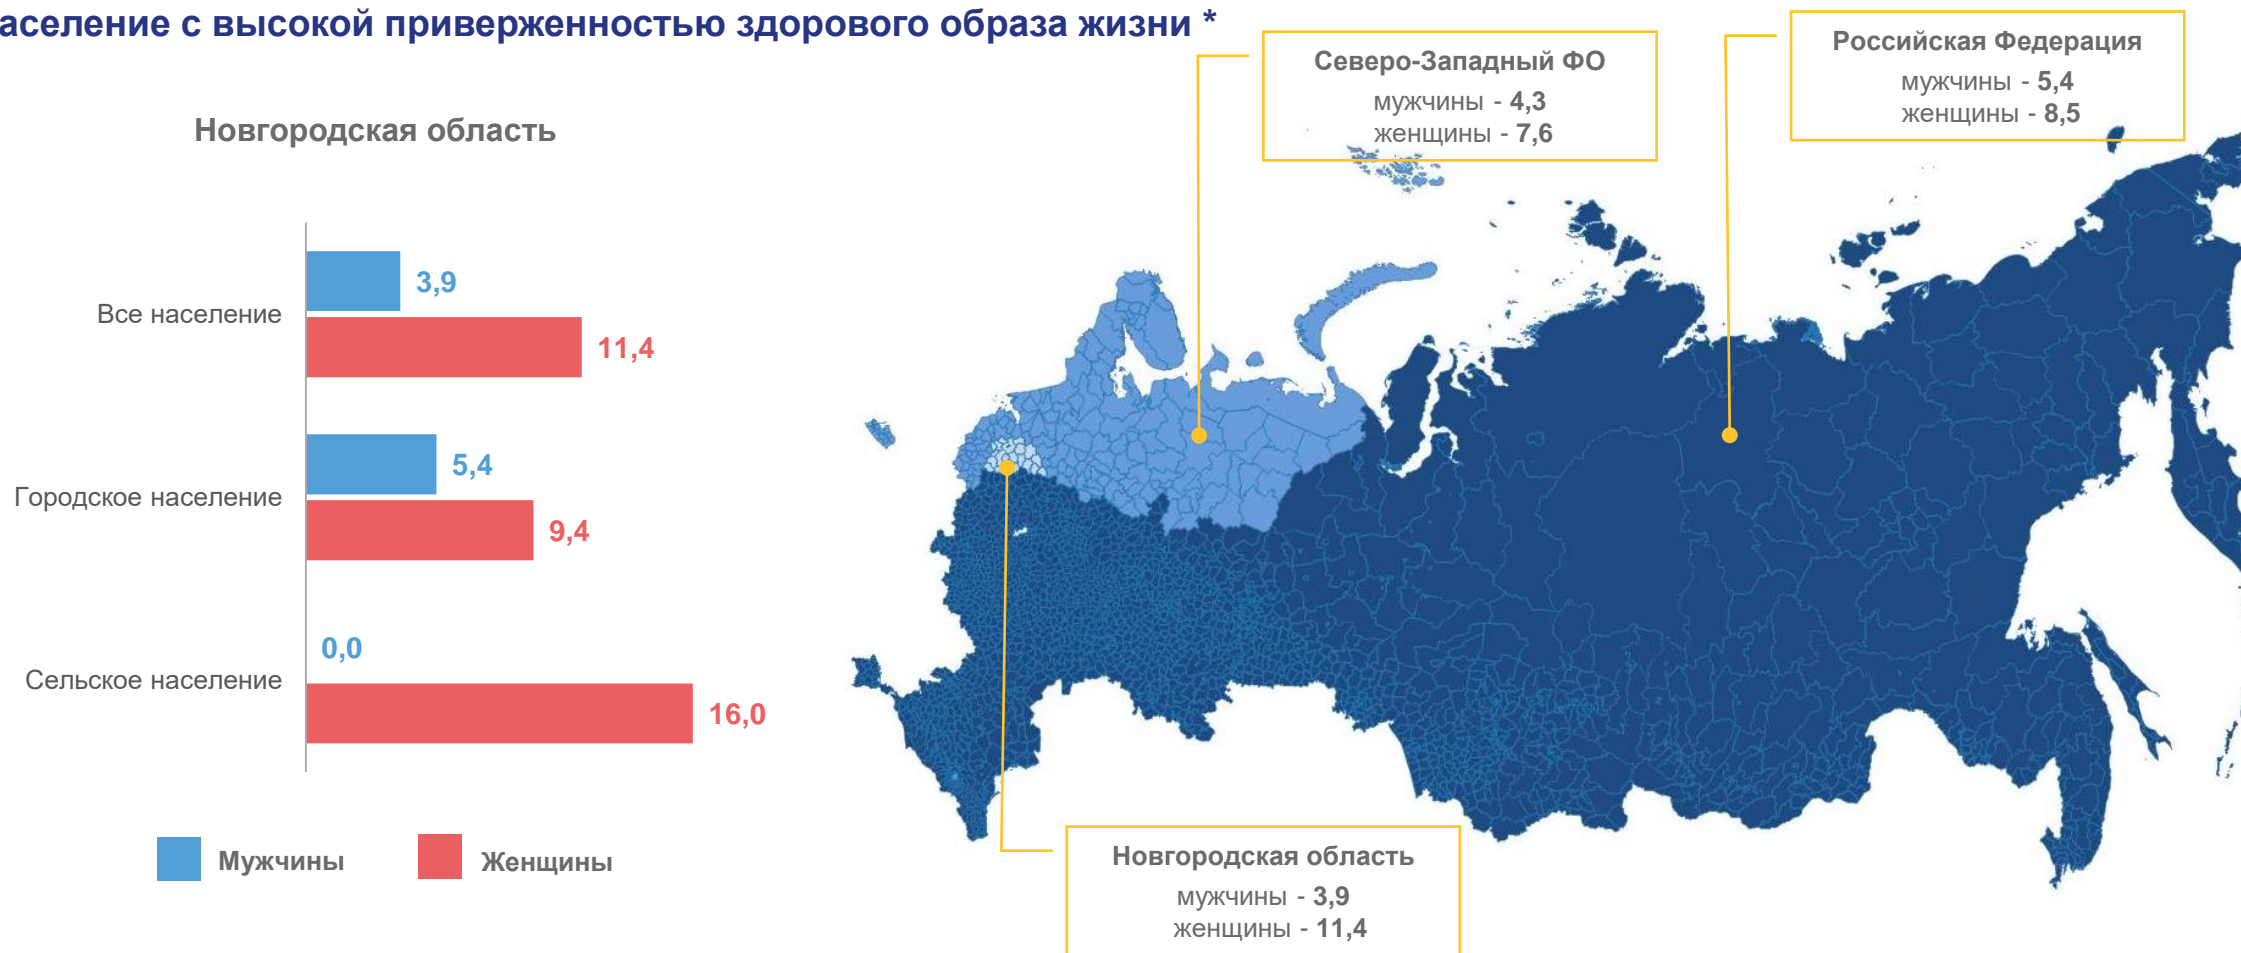 аселение с высокой приверженностью здорового образа жизни *
Новгородская область
Все население
3,9
11,4
Городское население
5,4
9,4
Сельское население
0,0
16,0
Мужчины
Женщины
Северо-Западный ФО
мужчины - 4,3
женщины - 7,6
Российская Федерация
мужчины - 5,4
женщины - 8,5
Новгородская область
мужчины - 3,9
женщины - 11,4